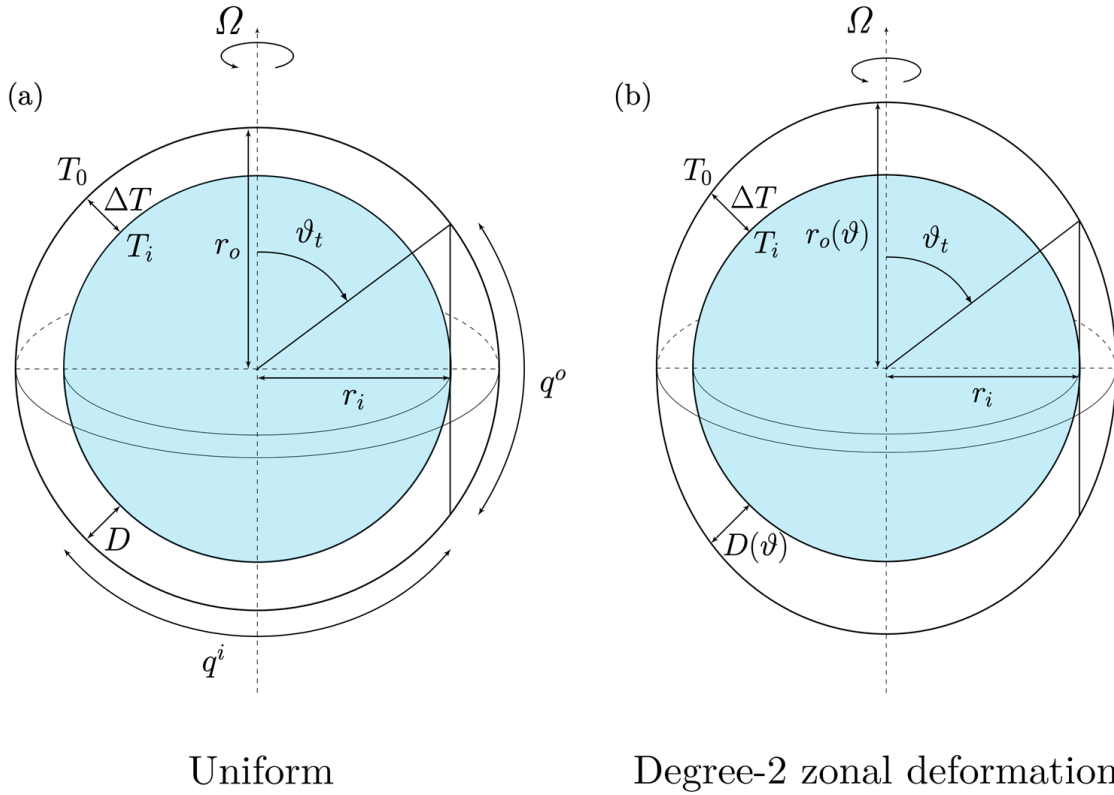 Ω
(a)
T₀
ΔT
Tᵢ
rₒ
ϑₜ
rᵢ
qᵒ
D
qⁱ
Uniform
Ω
(b)
T₀
ΔT
Tᵢ
rₒ(ϑ)
ϑₜ
rᵢ
D(ϑ)
Degree-2 zonal deformation